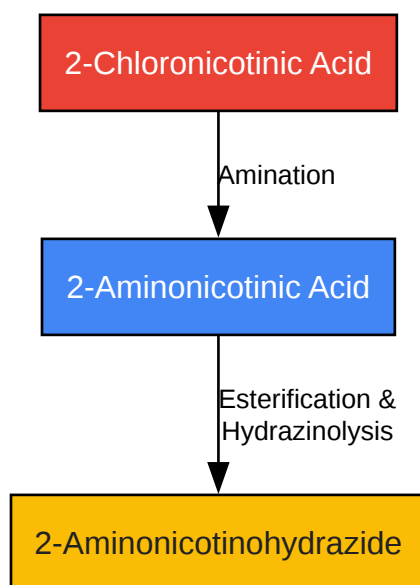 2-Chloronicotinic Acid
Amination
2-Aminonicotinic Acid
Esterification &
Hydrazinolysis
2-Aminonicotinohydrazide